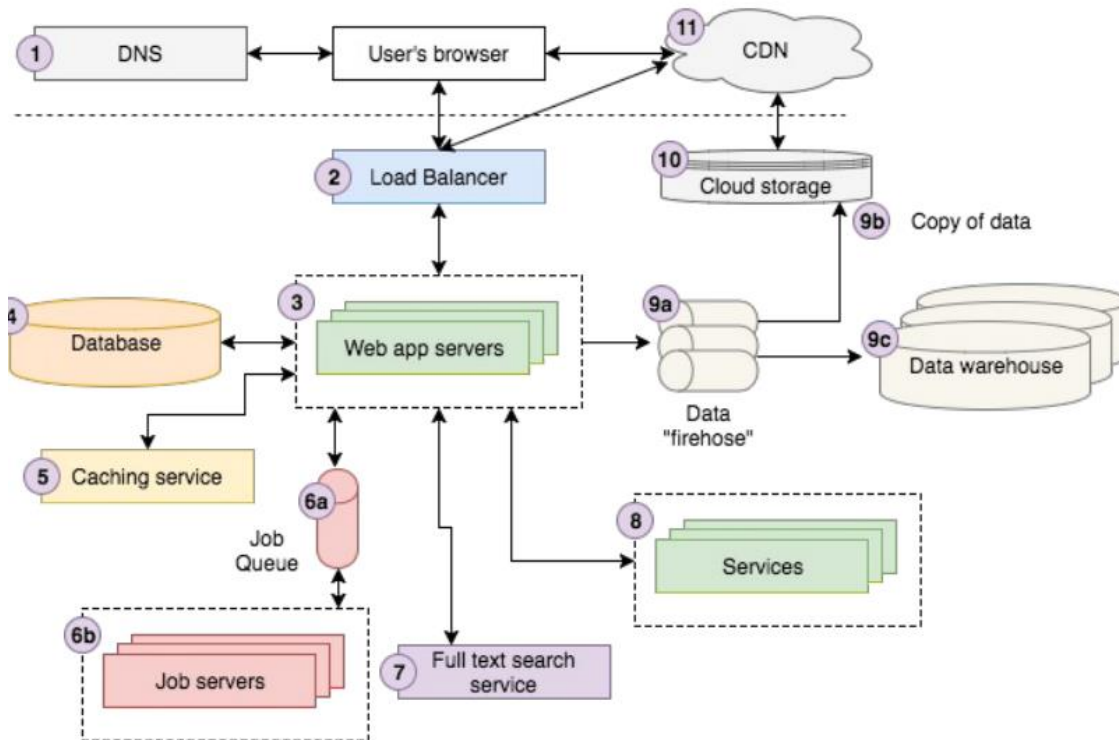 1
DNS
User's browser
11
CDN
2
Load Balancer
10
Cloud storage
9b
Copy of data
3
Web app servers
4
Database
9a
Data
"firehose"
9c
Data warehouse
5
Caching service
6a
Job
Queue
8
Services
6b
Job servers
7
Full text search
service